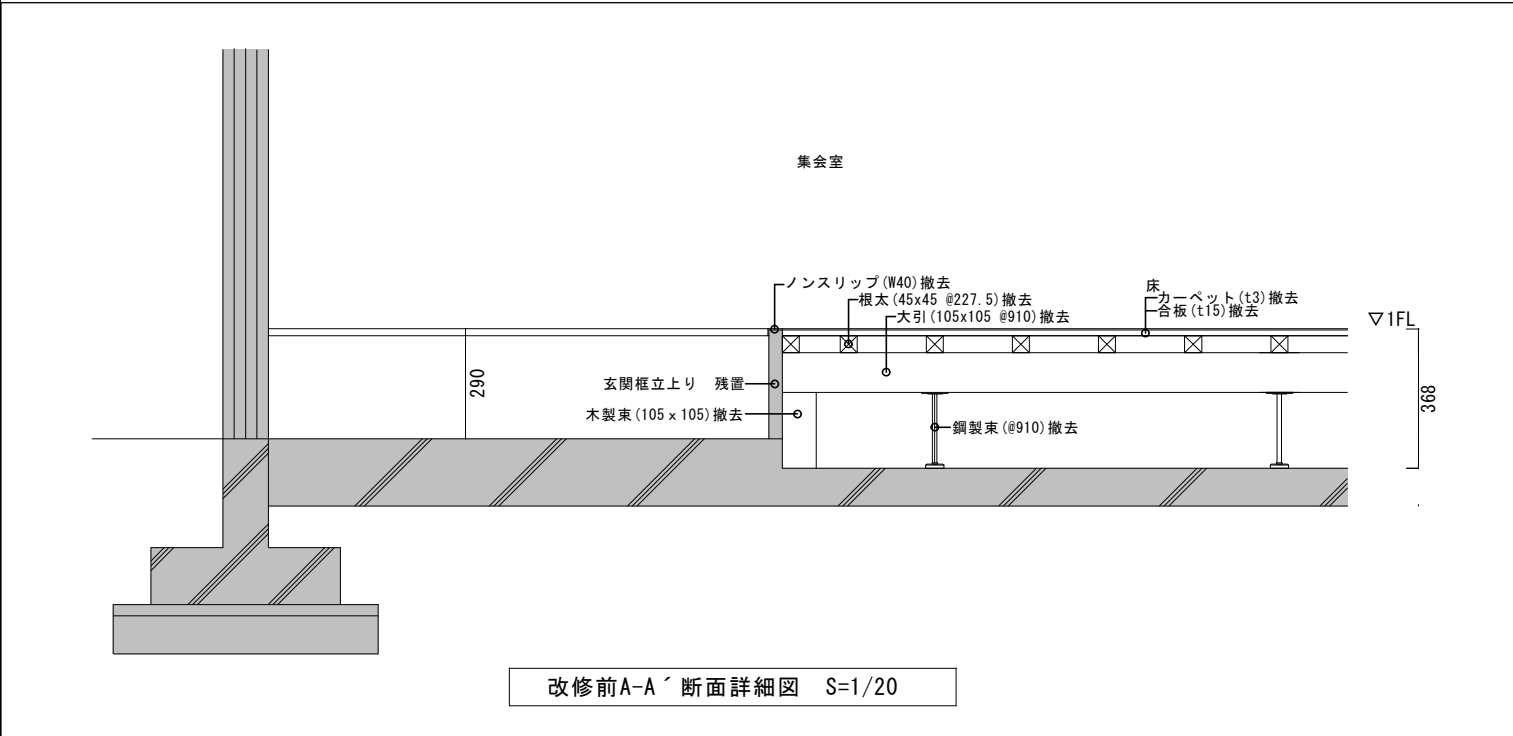 集会室
ノンスリップ(W40)撤去
根太(45x45 @227.5)撤去
大引(105x105 @910)撤去
床
カーペット(t3)撤去
合板(t15)撤去
▽1FL
290
玄関框立上り　残置
木製束(105ｘ105)撤去
鋼製束(@910)撤去
368
改修前A-A´断面詳細図　S=1/20